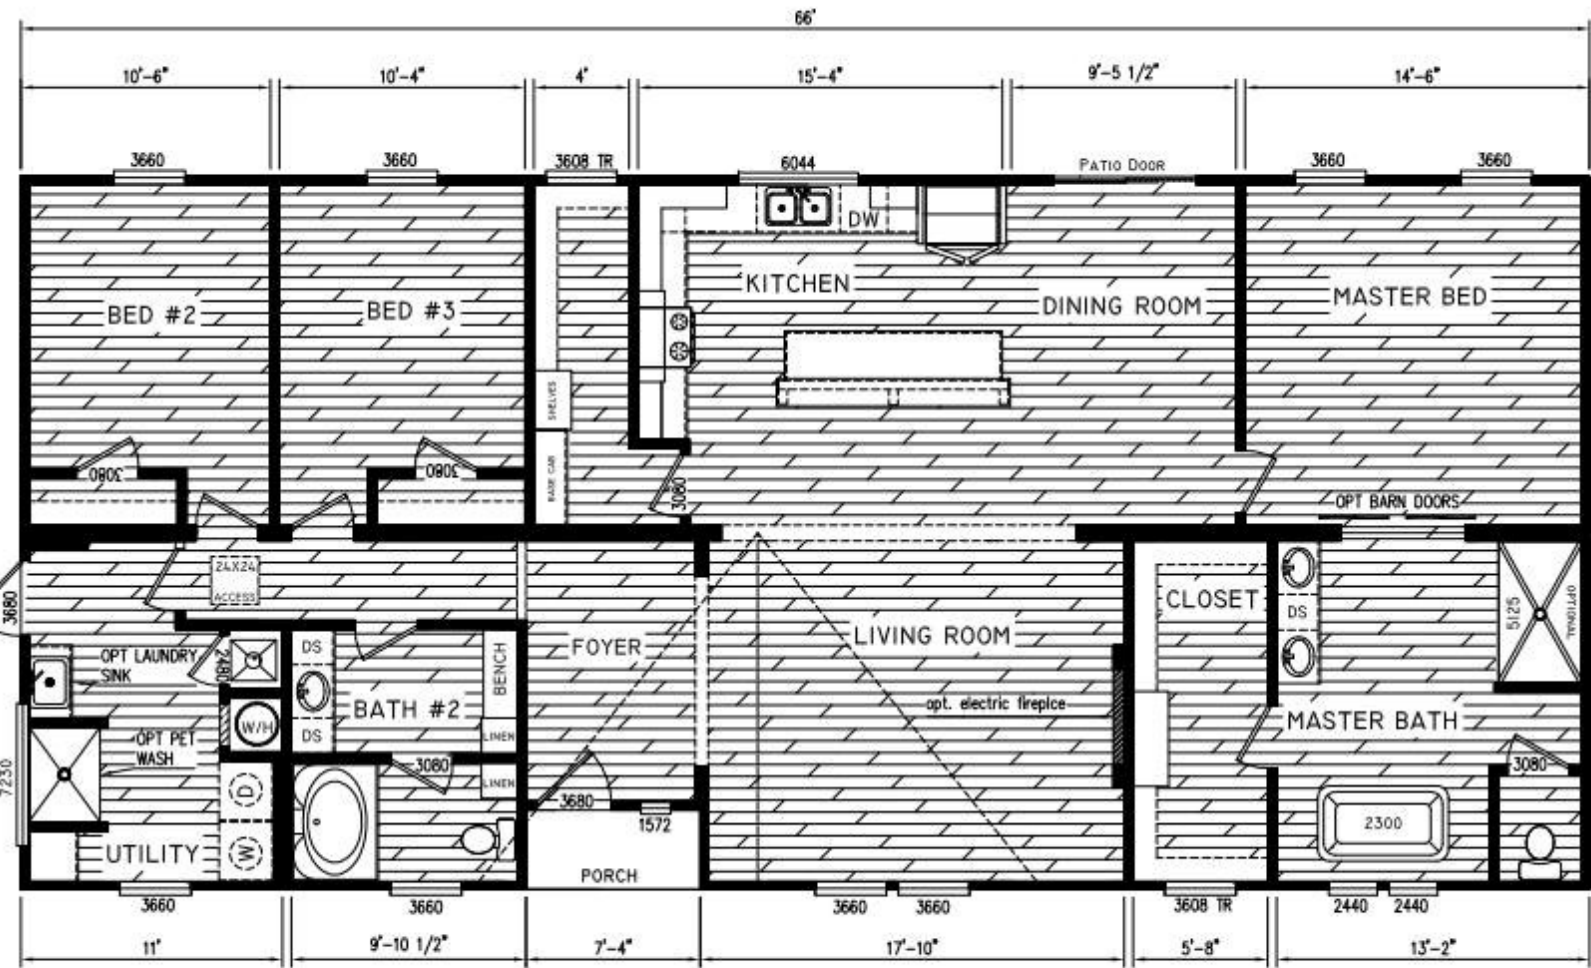 66'
10'-6"
10'-4"
4'
15'-4"
9'-5 1/2"
14'-6"
3660
3660
3608 TR
6044
PATIO DOOR
3660
3660
DW
KITCHEN
BED #2
BED #3
DINING ROOM
MASTER BED
SHELVES
BASE CAB
3080
3080
3080
OPT BARN DOORS
24X24
ACCESS
3680
CLOSET
DS
5125
OPTIONAL
FOYER
LIVING ROOM
OPT LAUNDRY
SINK
2480
DS
BENCH
BATH #2
W/H
DS
LINEN
opt. electric fireplce
MASTER BATH
OPT PET
WASH
3080
LINEN
3080
7230
D
3680
1572
2300
UTILITY
W
PORCH
3660
3660
3660
3660
3608 TR
2440
2440
11'
9'-10 1/2"
7'-4"
17'-10"
5'-8"
13'-2"